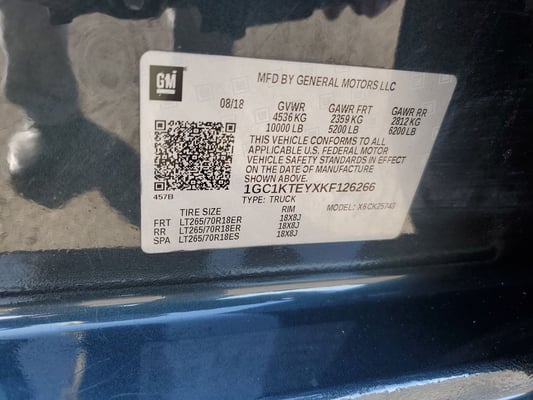 GM
MFD BY GENERAL MOTORS LLC
08/18 GVWR GAWR FRT GAWR RR
4536 KG 2359 KG 2812 KG
10000 LB 5200 LB 6200 LB
THIS VEHICLE CONFORMS TO ALL
APPLICABLE U.S. FEDERAL MOTOR
VEHICLE SAFETY STANDARDS IN EFFECT
ON THE DATE OF MANUFACTURE
SHOWN ABOVE.
1GC1KTEYXKF126266
457B TYPE: TRUCK MODEL: X6CK25743
TIRE SIZE RIM
FRT LT265/70R18ER 18X8J
RR LT265/70R18ER 18X8J
SPA LT265/70R18ES 18X8J